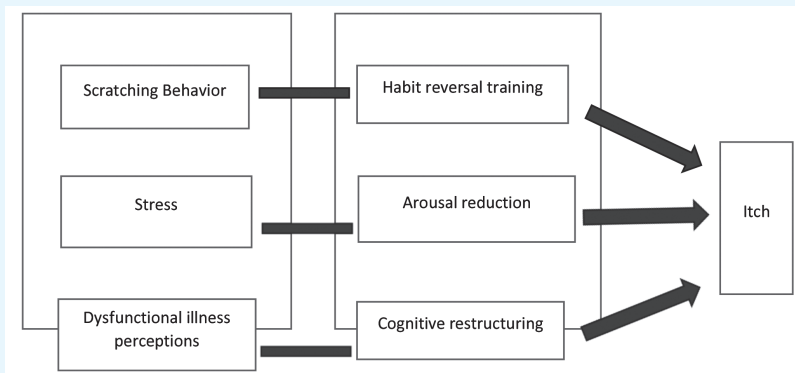 Scratching Behavior
Habit reversal training
Stress
Arousal reduction
Itch
Dysfunctional illness
perceptions
Cognitive restructuring